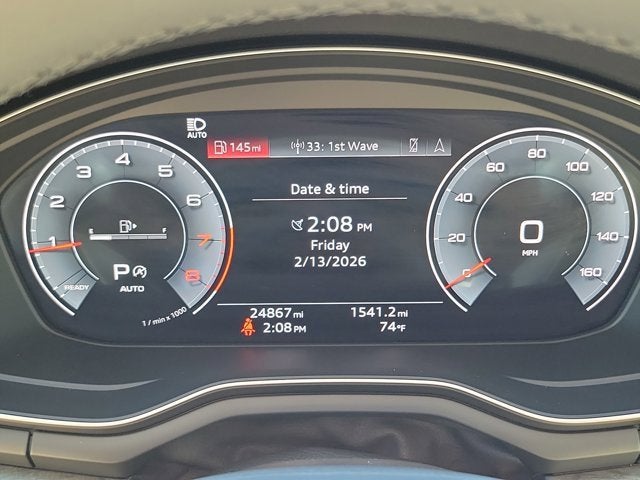 AUTO
145 mi
33: 1st Wave
Date & time
2:08 PM
Friday
2/13/2026
24867 mi
1541.2 mi
2:08 PM
74°F
1
2
3
4
5
6
7
8
E F
P
AUTO
READY
1 / min x 1000
0
20
40
60
80
100
120
140
160
0
MPH